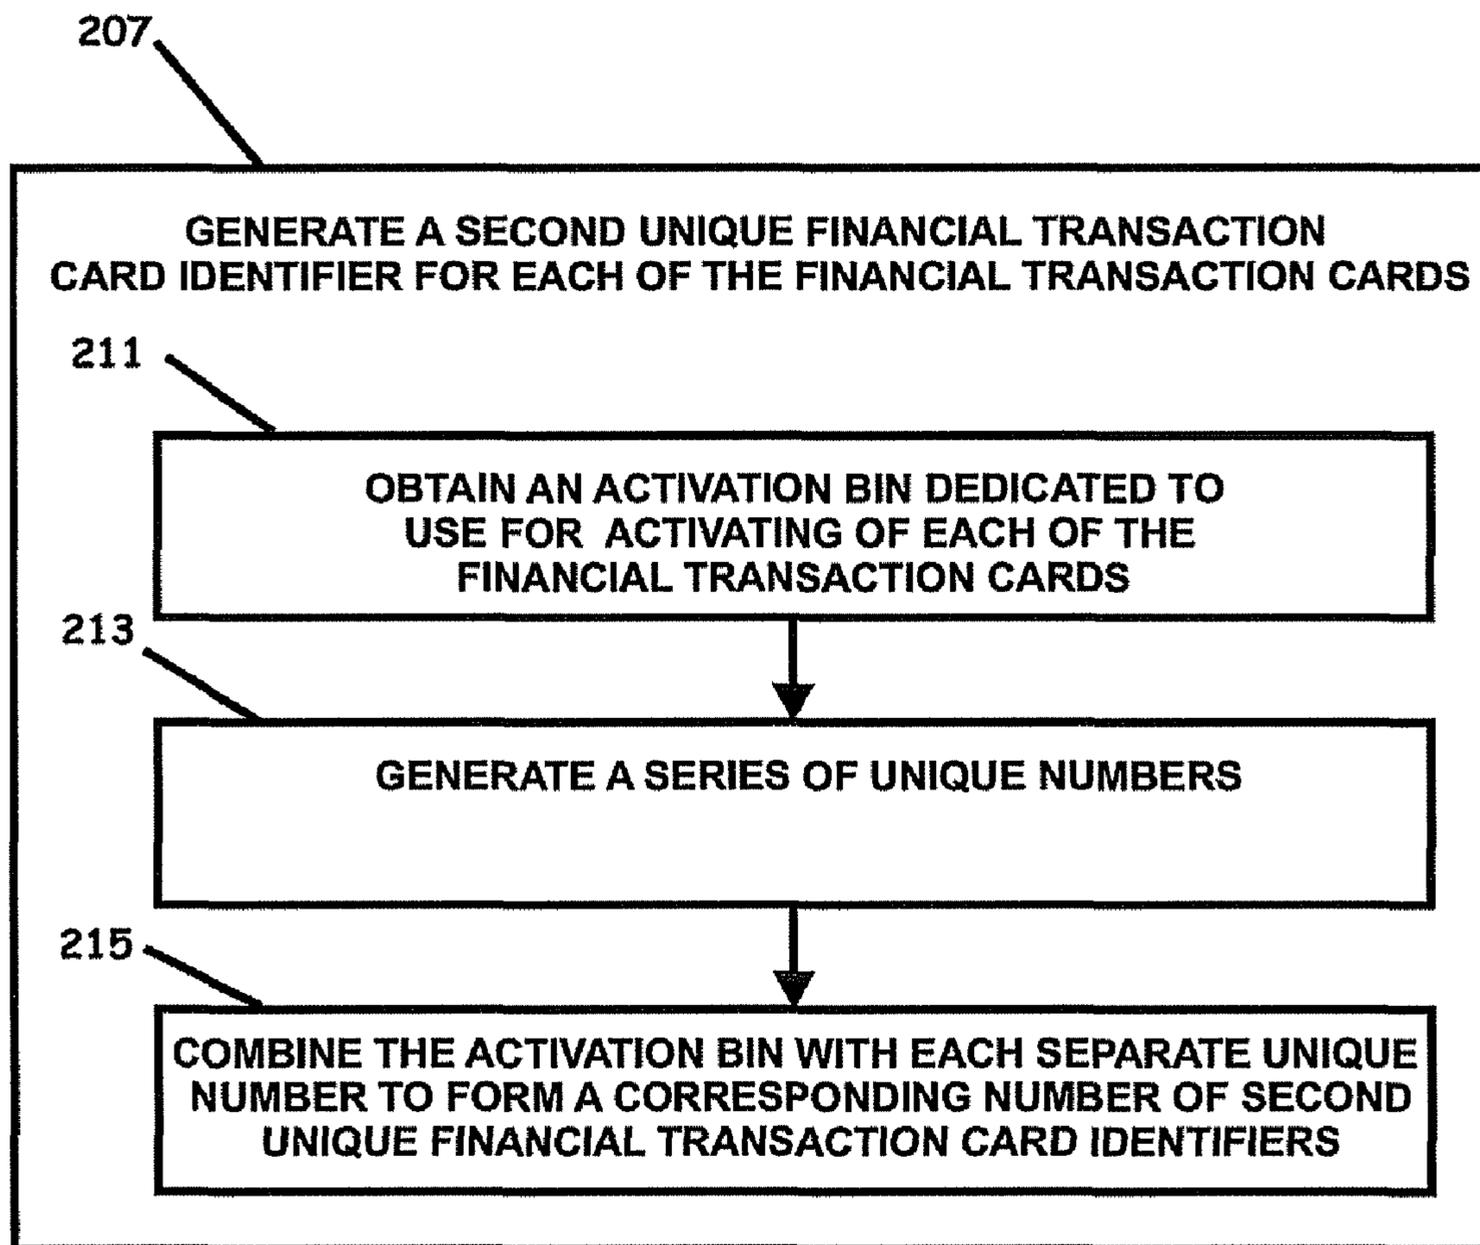 207
GENERATE A SECOND UNIQUE FINANCIAL TRANSACTION
CARD IDENTIFIER FOR EACH OF THE FINANCIAL TRANSACTION CARDS
211
OBTAIN AN ACTIVATION BIN DEDICATED TO
USE FOR ACTIVATING OF EACH OF THE
FINANCIAL TRANSACTION CARDS
213
GENERATE A SERIES OF UNIQUE NUMBERS
215
COMBINE THE ACTIVATION BIN WITH EACH SEPARATE UNIQUE
NUMBER TO FORM A CORRESPONDING NUMBER OF SECOND
UNIQUE FINANCIAL TRANSACTION CARD IDENTIFIERS